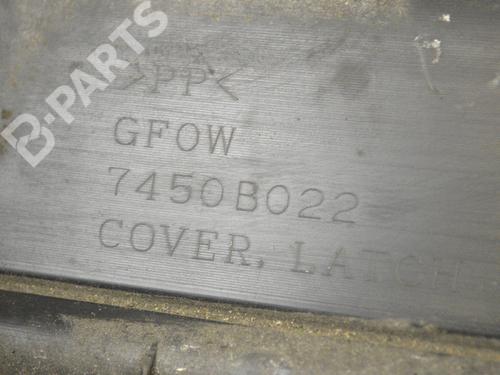 B-PARTS
>PP<
GFOW
7450B022
COVER, LATCH